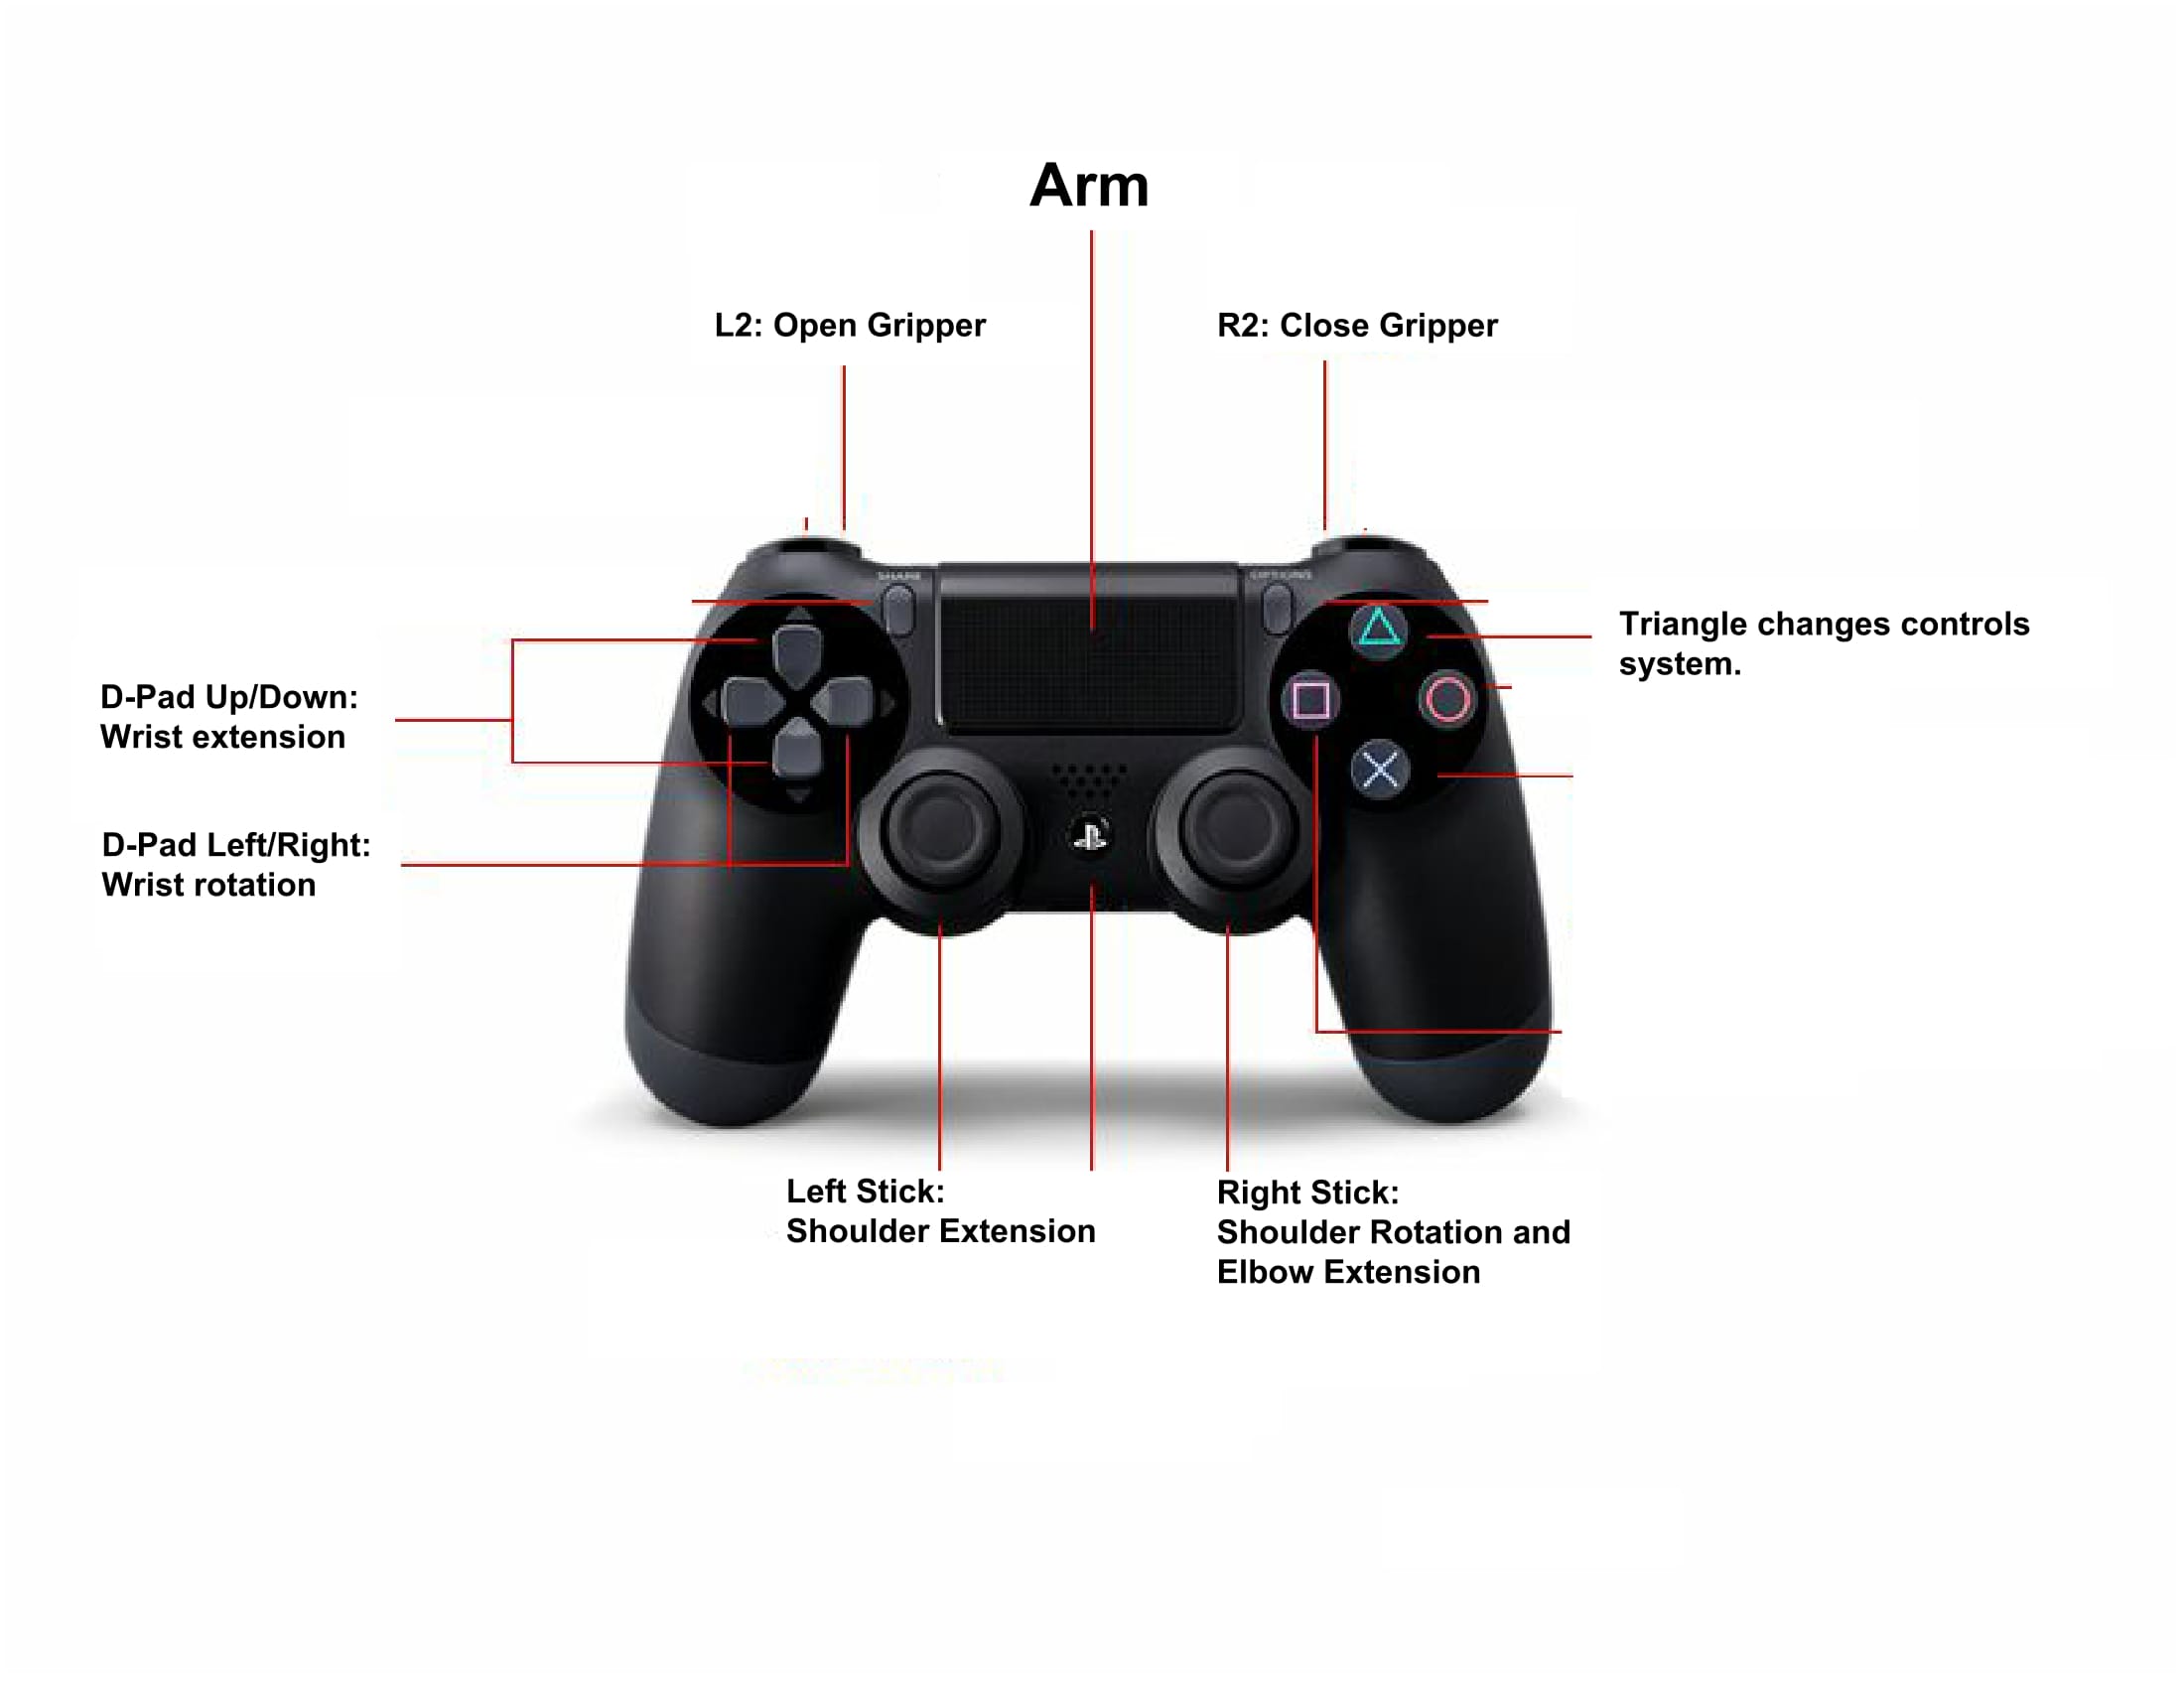 Arm
L2: Open Gripper
R2: Close Gripper
SHARE
OPTIONS
Triangle changes controls
system.
D-Pad Up/Down:
Wrist extension
D-Pad Left/Right:
Wrist rotation
Left Stick:
Shoulder Extension
Right Stick:
Shoulder Rotation and
Elbow Extension